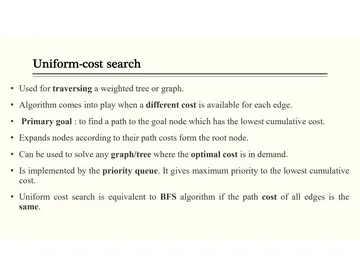 Uniform-cost search
• Used for traversing a weighted tree or graph.
• Algorithm comes into play when a different cost is available for each edge.
• Primary goal : to find a path to the goal node which has the lowest cumulative cost.
• Expands nodes according to their path costs form the root node.
• Can be used to solve any graph/tree where the optimal cost is in demand.
• Is implemented by the priority queue. It gives maximum priority to the lowest cumulative
cost.
• Uniform cost search is equivalent to BFS algorithm if the path cost of all edges is the
same.